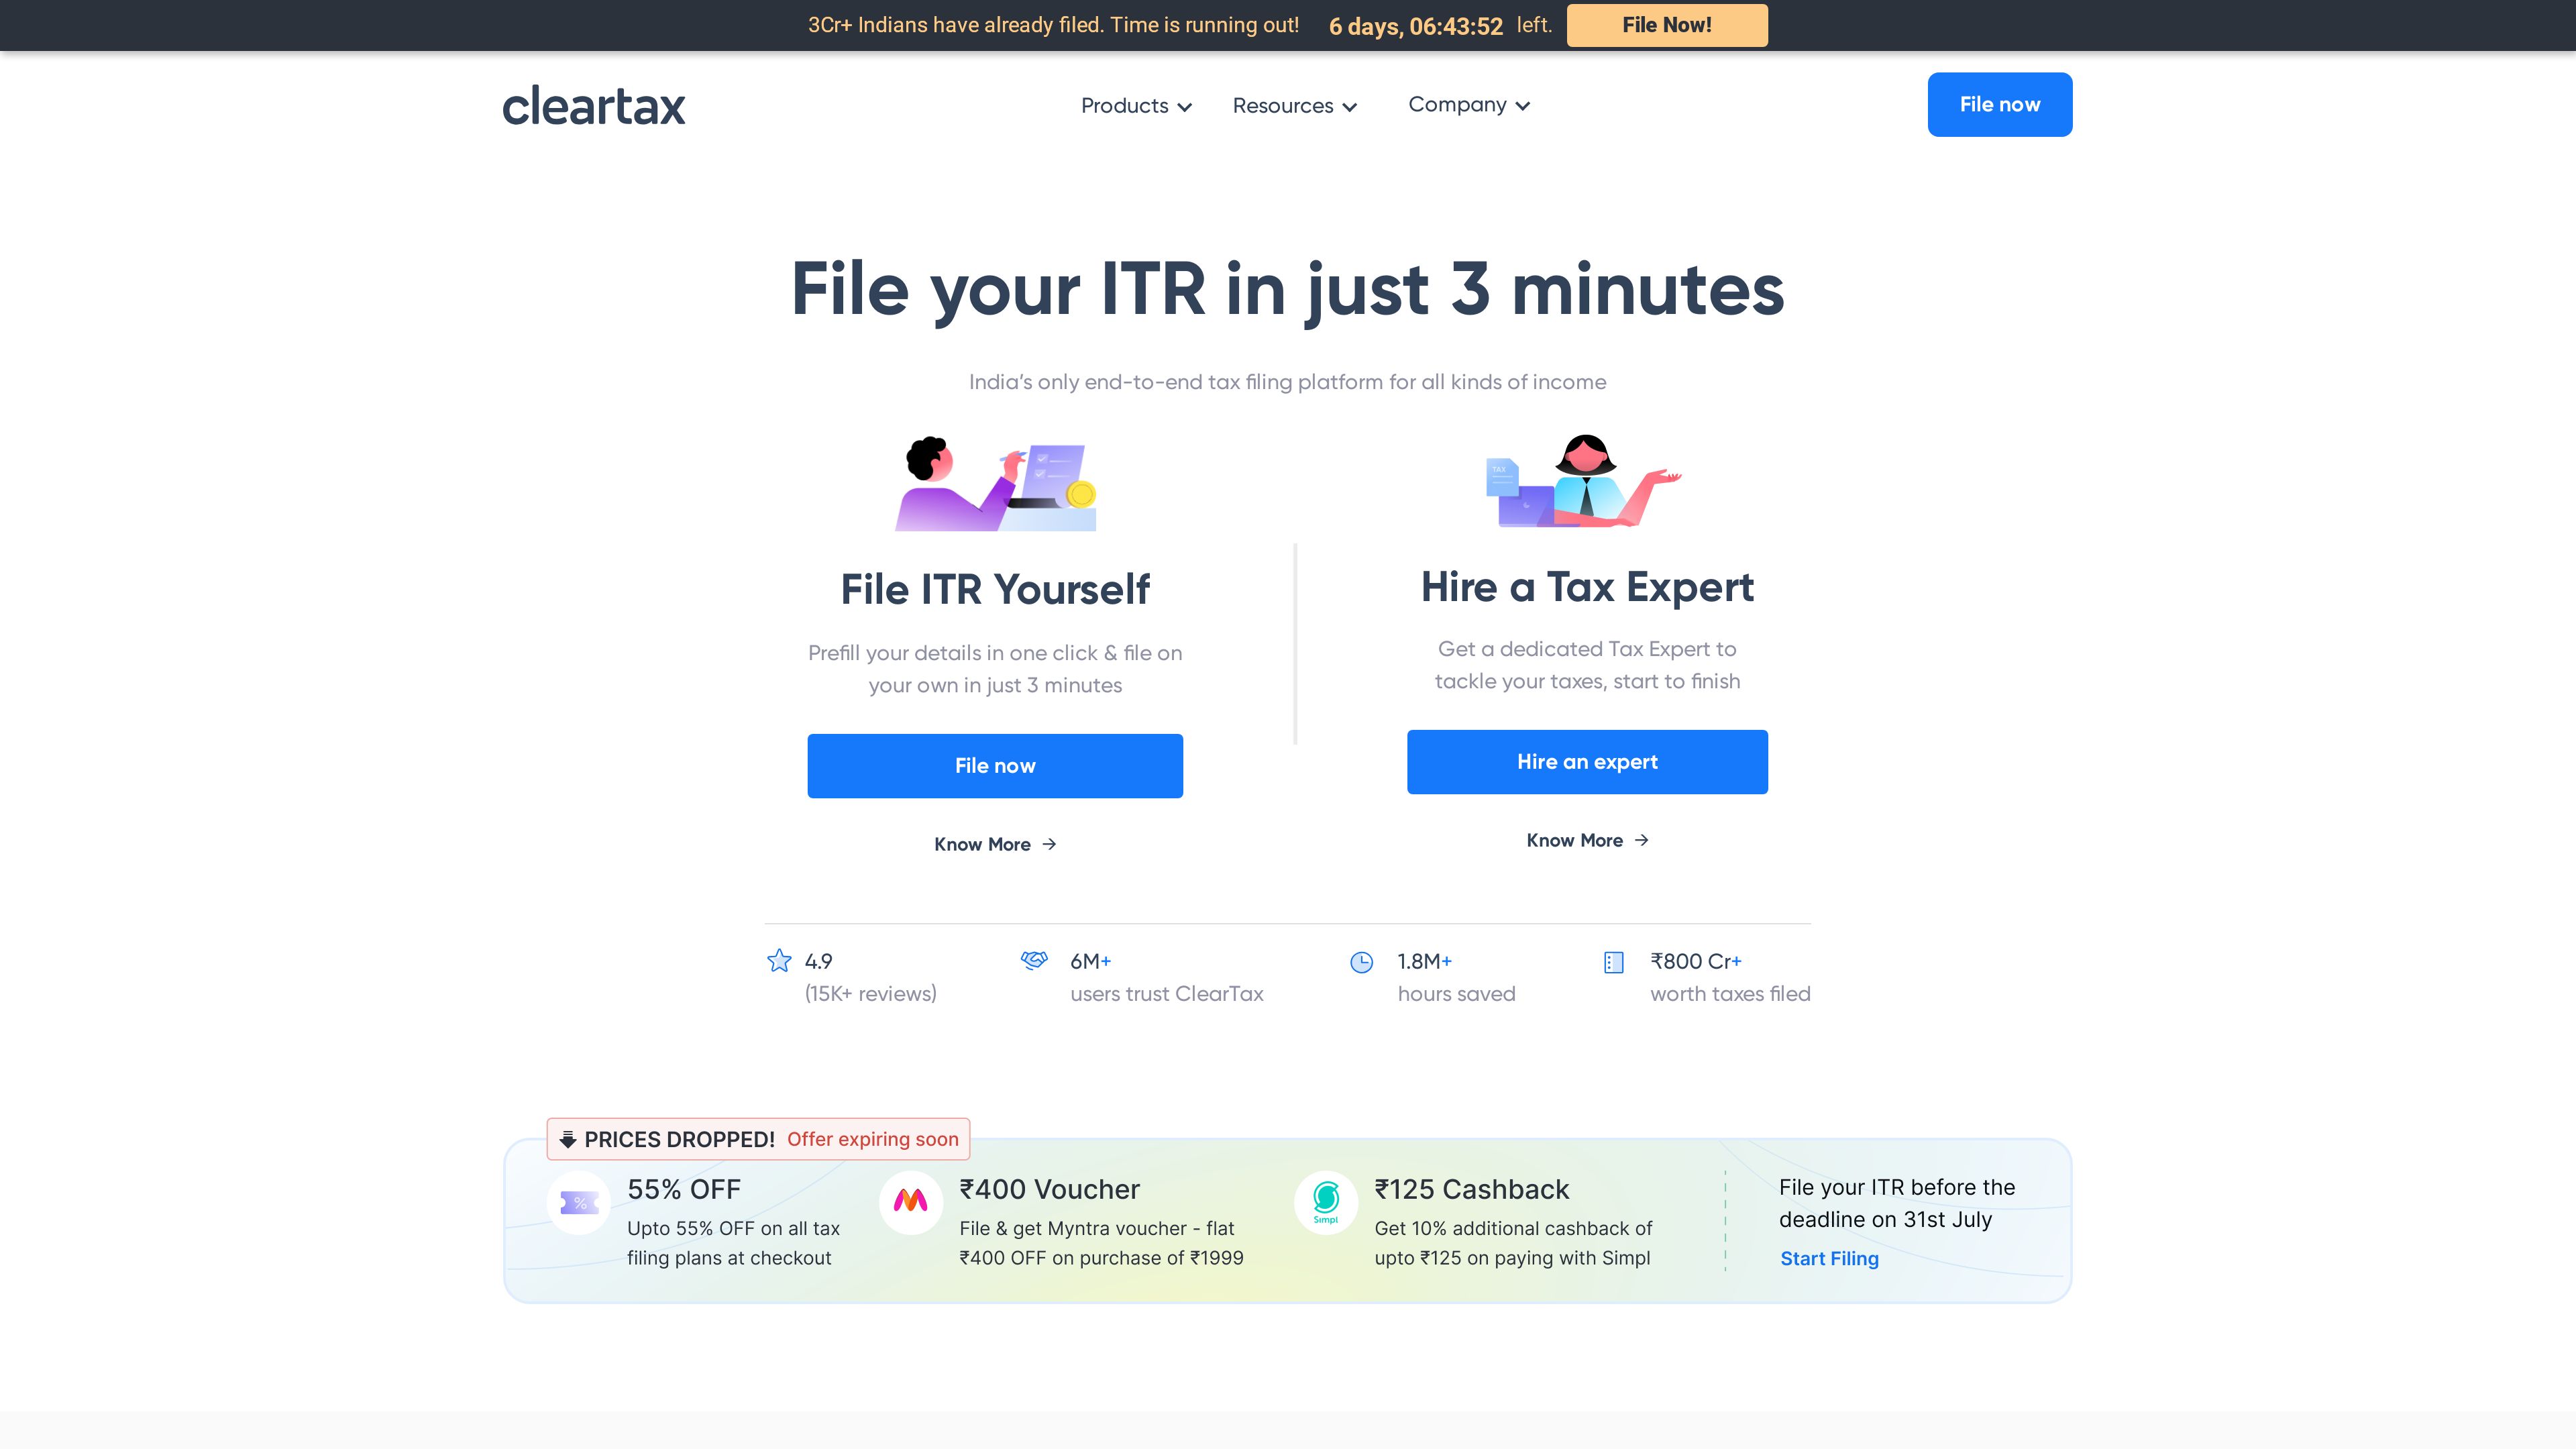 3Cr+ Indians have already filed. Time is running out! 6 days, 06:43:52 left. File Now!
cleartax Products Resources Company File now
File your ITR in just 3 minutes
India’s only end-to-end tax filing platform for all kinds of income
TAX
File ITR Yourself
Prefill your details in one click & file on
your own in just 3 minutes
File now
Know More →
Hire a Tax Expert
Get a dedicated Tax Expert to
tackle your taxes, start to finish
Hire an expert
Know More →
4.9
(15K+ reviews)
6M+
users trust ClearTax
1.8M+
hours saved
₹800 Cr+
worth taxes filed
PRICES DROPPED! Offer expiring soon
%
55% OFF
Upto 55% OFF on all tax
filing plans at checkout
₹400 Voucher
File & get Myntra voucher - flat
₹400 OFF on purchase of ₹1999
Simpl
₹125 Cashback
Get 10% additional cashback of
upto ₹125 on paying with Simpl
File your ITR before the
deadline on 31st July
Start Filing